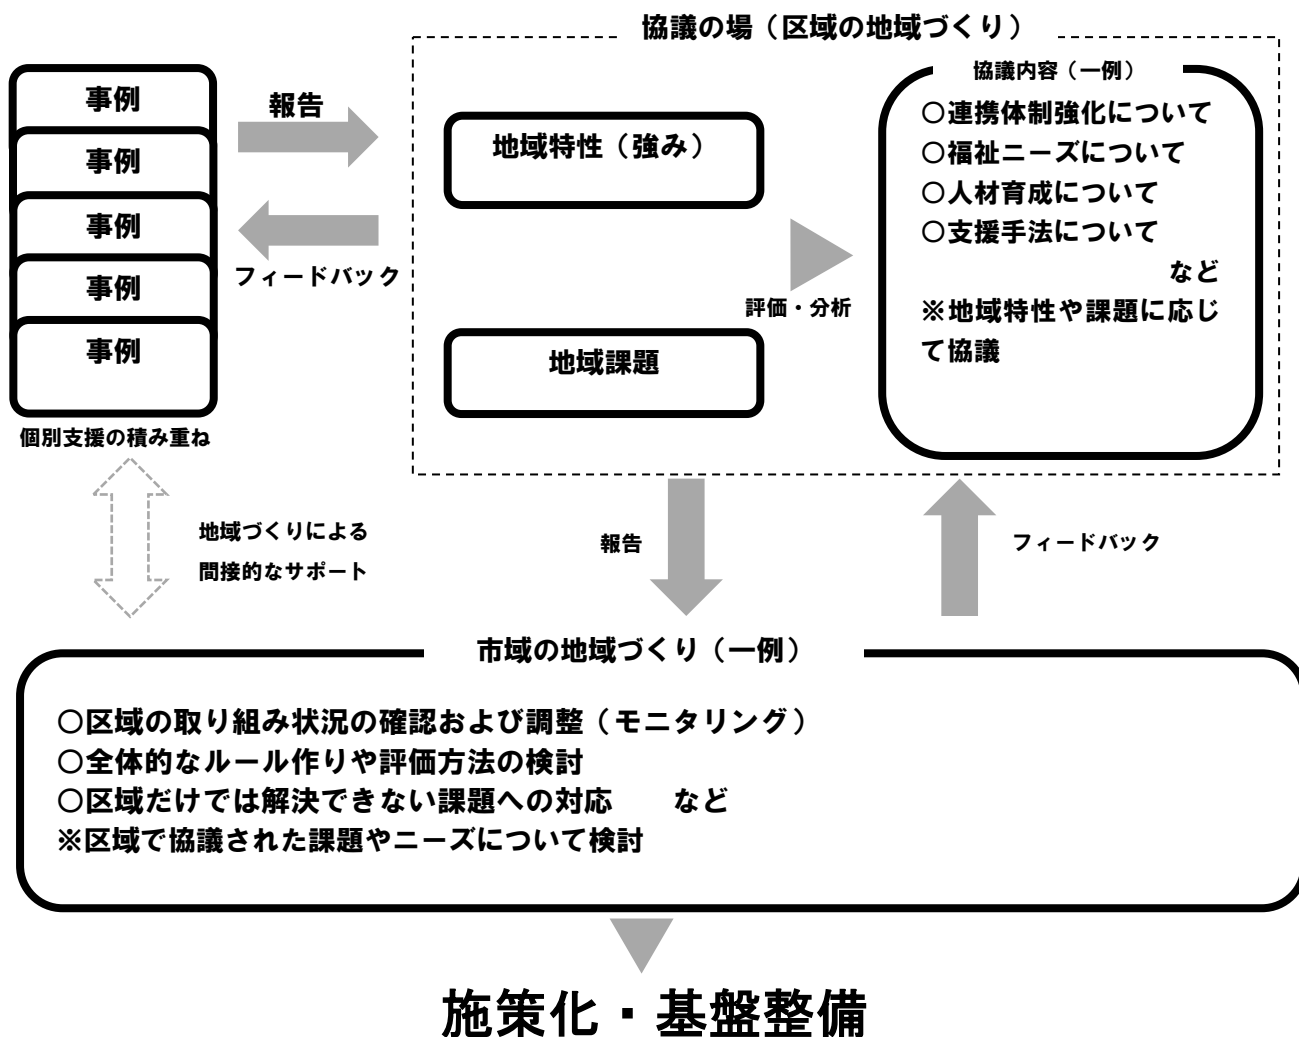 協議の場（区域の地域づくり）
事例
事例
事例
事例
事例
個別支援の積み重ね
報告
フィードバック
地域特性（強み）
地域課題
評価・分析
協議内容（一例）
○連携体制強化について
○福祉ニーズについて
○人材育成について
○支援手法について
など
※地域特性や課題に応じ
て協議
地域づくりによる
間接的なサポート
報告
フィードバック
市域の地域づくり（一例）
○区域の取り組み状況の確認および調整（モニタリング）
○全体的なルール作りや評価方法の検討
○区域だけでは解決できない課題への対応　　など
※区域で協議された課題やニーズについて検討
施策化・基盤整備